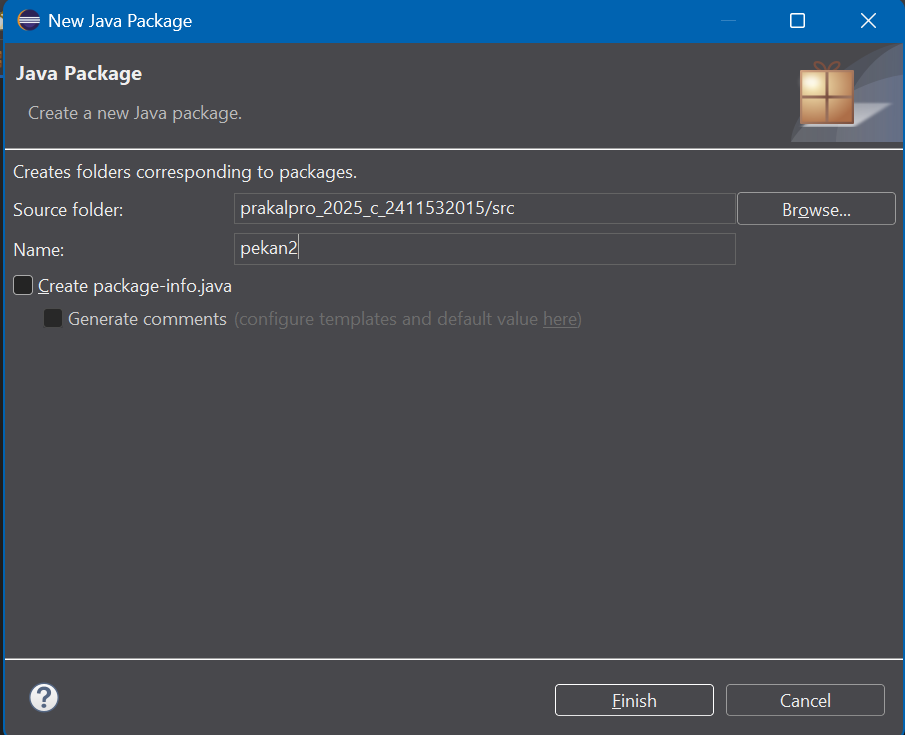 New Java Package
Java Package
Create a new Java package.
Creates folders corresponding to packages.
Source folder: prakalpro_2025_c_2411532015/src Browse...
Name: pekan2
Create package-info.java
Generate comments (configure templates and default value here)
? Finish Cancel